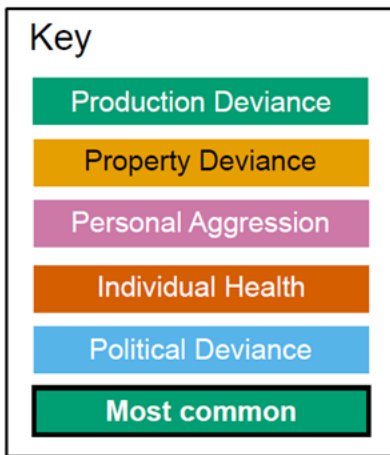 Key
Production Deviance
Property Deviance
Personal Aggression
Individual Health
Political Deviance
Most common